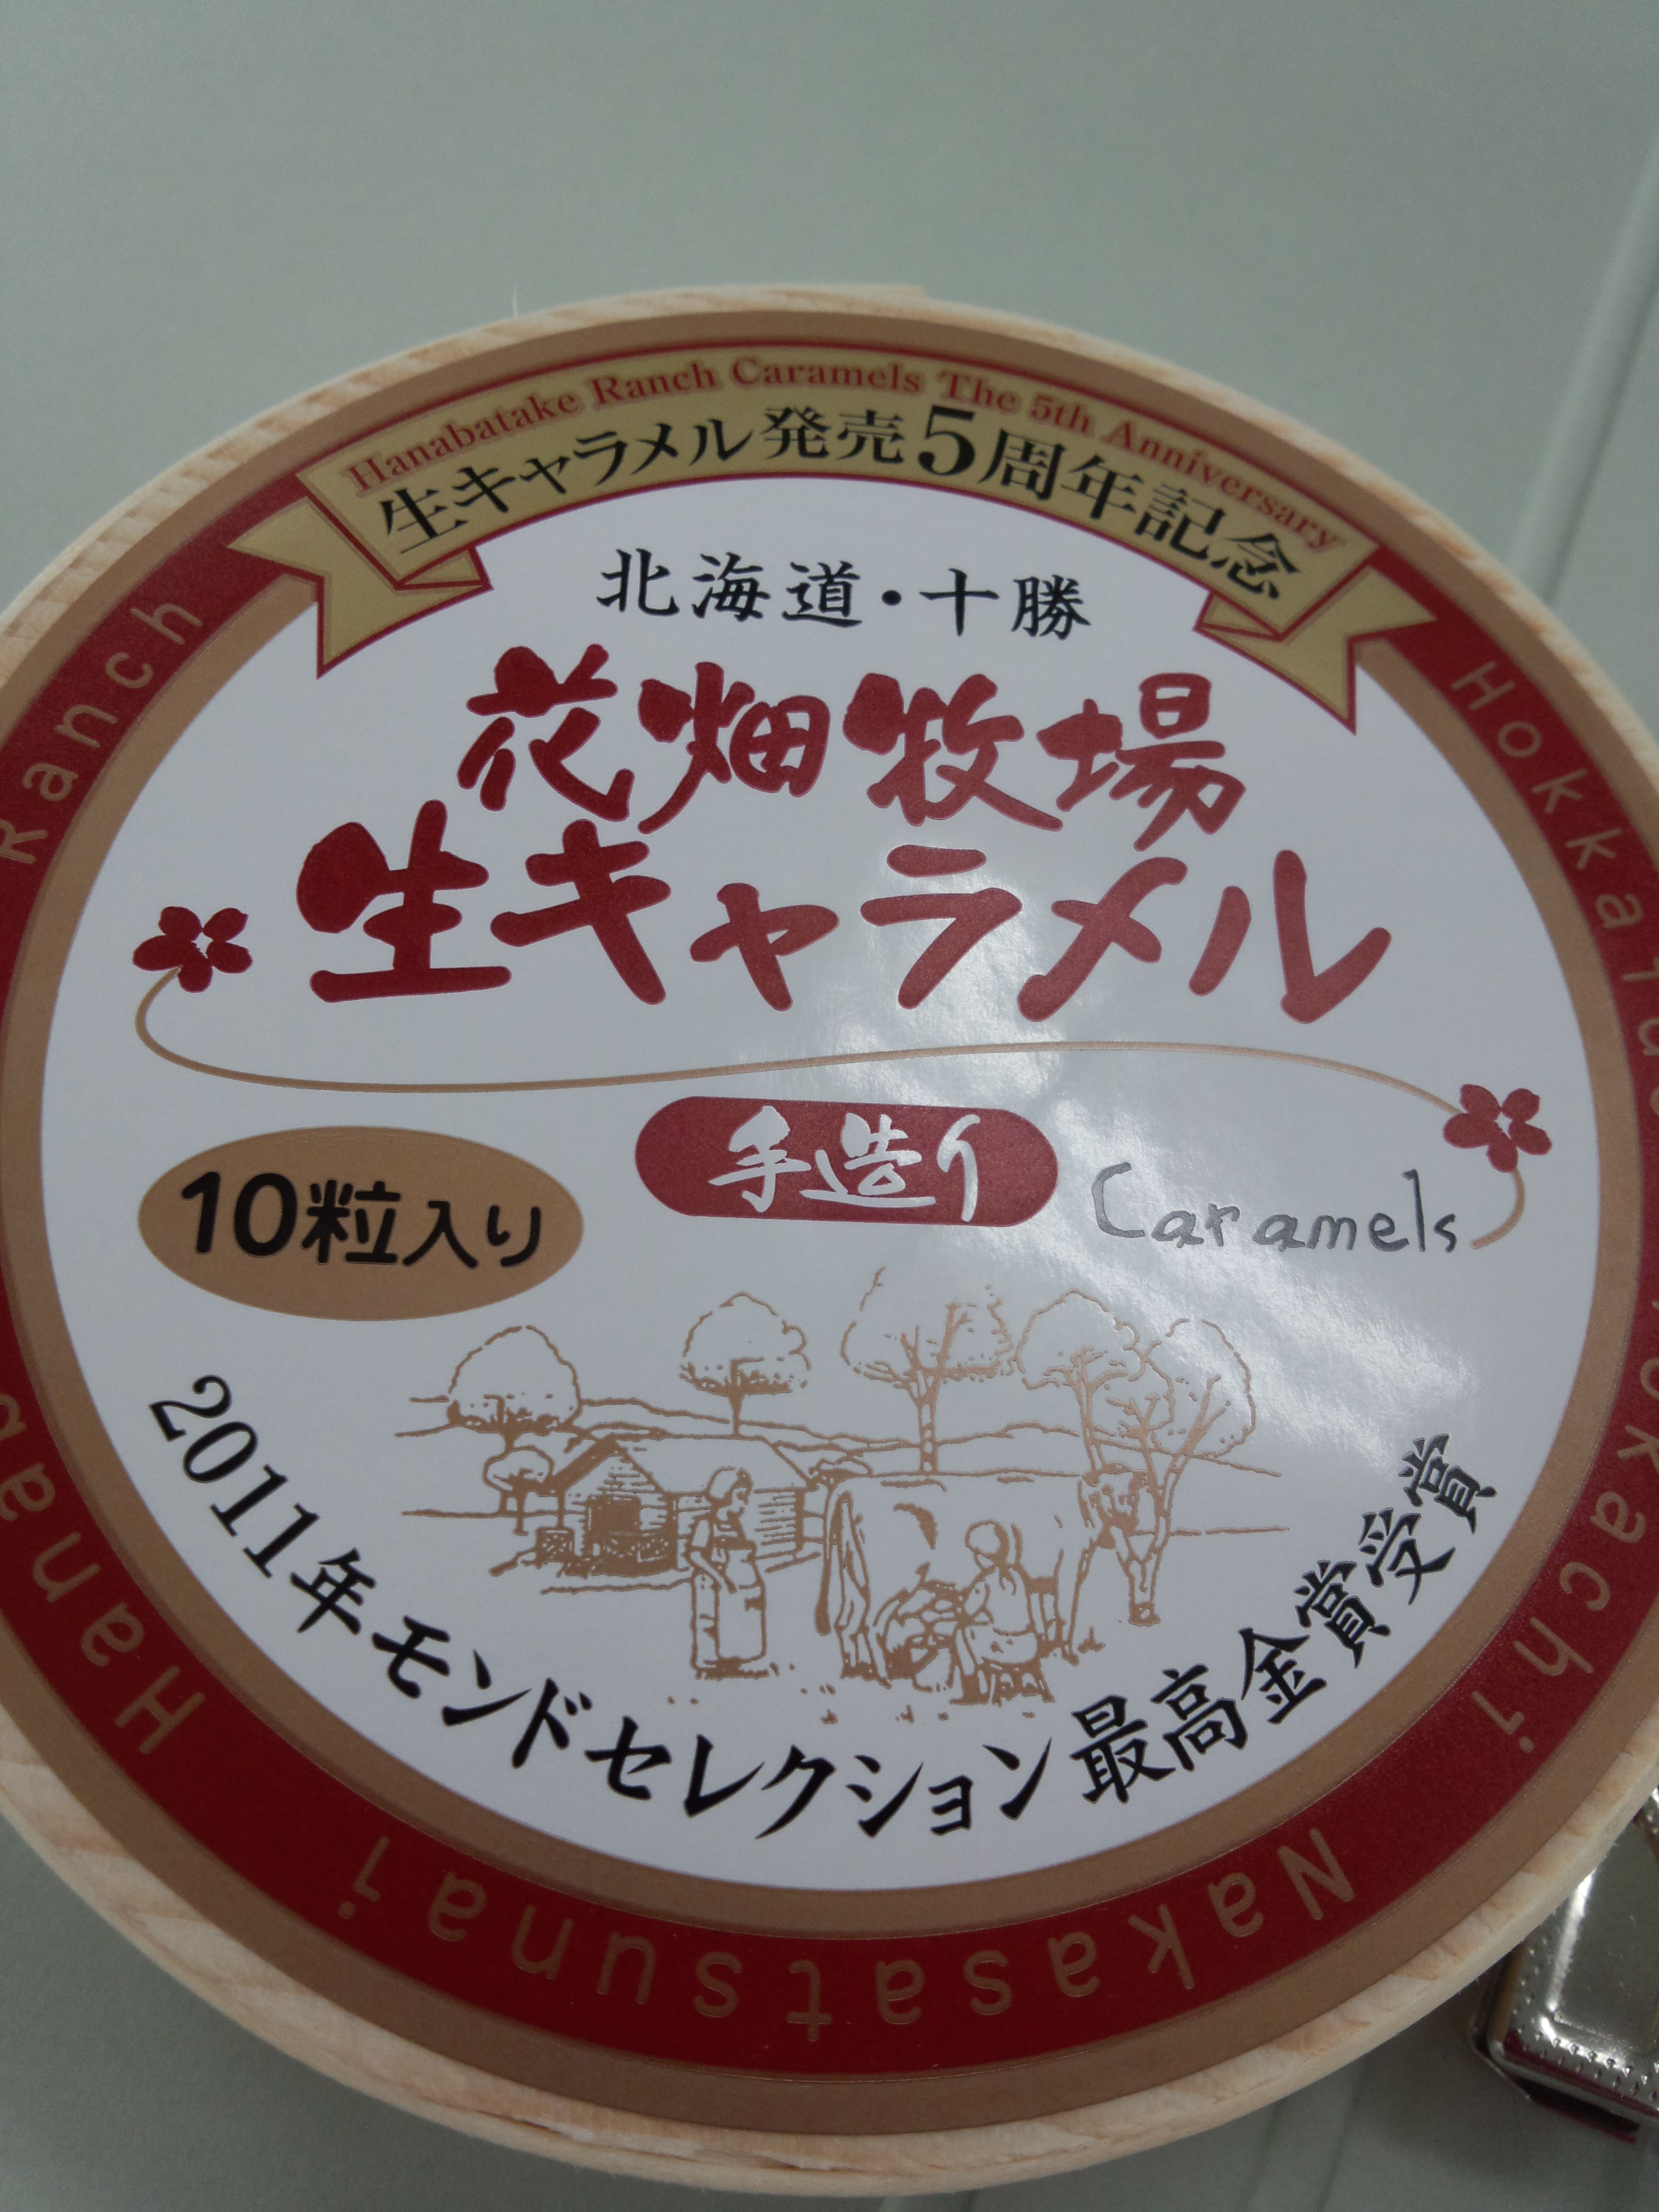 Hanabatake Ranch Caramels The 5th Anniversary
生キャラメル発売5周年記念
北海道・十勝
花畑牧場
生キャラメル
手造り
Caramels
10粒入り
2011年モンドセレクション最高金賞受賞
Ranch
Nakasatsunai